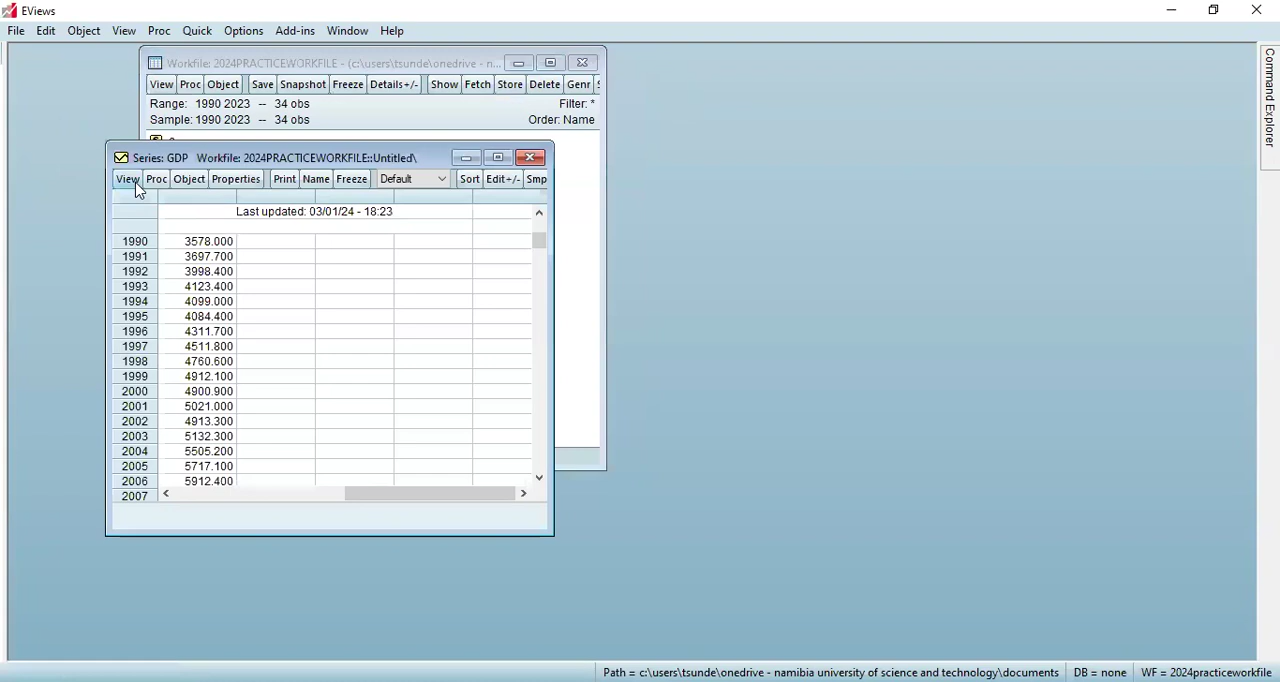 EViews
File Edit Object View Proc Quick Options Add-ins Window Help
Workfile: 2024PRACTICEWORKFILE - (c:\users\tsunde\onedrive - n...
View Proc Object Save Snapshot Freeze Details+/- Show Fetch Store Delete Genr S
Range: 1990 2023 -- 34 obs Filter: *
Sample: 1990 2023 -- 34 obs Order: Name
Series: GDP Workfile: 2024PRACTICEWORKFILE::Untitled\
View Proc Object Properties Print Name Freeze Default Sort Edit+/- Smp
Last updated: 03/01/24 - 18:23
1990 3578.000
1991 3697.700
1992 3998.400
1993 4123.400
1994 4099.000
1995 4084.400
1996 4311.700
1997 4511.800
1998 4760.600
1999 4912.100
2000 4900.900
2001 5021.000
2002 4913.300
2003 5132.300
2004 5505.200
2005 5717.100
2006 5912.400
2007
Command Explorer
Path = c:\users\tsunde\onedrive - namibia university of science and technology\documents DB = none WF = 2024practiceworkfile